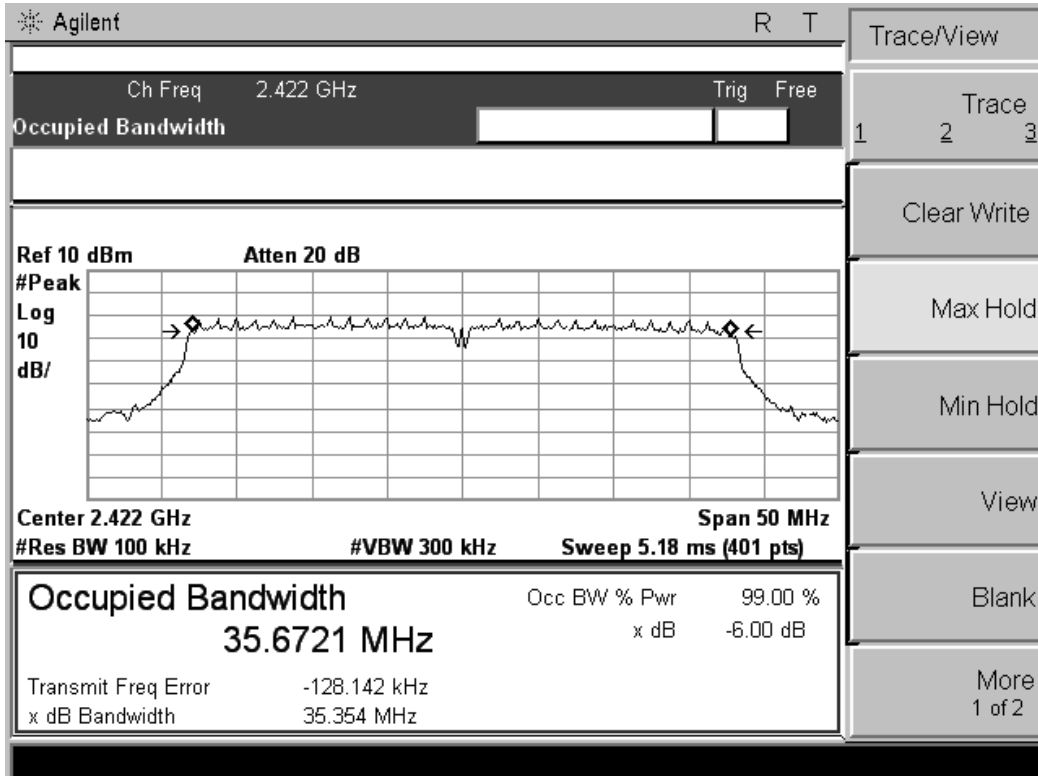 Agilent R T
Trace/View
Ch Freq 2.422 GHz Trig Free
Occupied Bandwidth
Trace
1 2 3
Clear Write
Ref 10 dBm Atten 20 dB
#Peak
Log
10
dB/
Max Hold
Min Hold
View
Center 2.422 GHz Span 50 MHz
#Res BW 100 kHz #VBW 300 kHz Sweep 5.18 ms (401 pts)
Occupied Bandwidth
35.6721 MHz
Occ BW % Pwr 99.00 %
x dB -6.00 dB
Transmit Freq Error -128.142 kHz
x dB Bandwidth 35.354 MHz
Blank
More
1 of 2